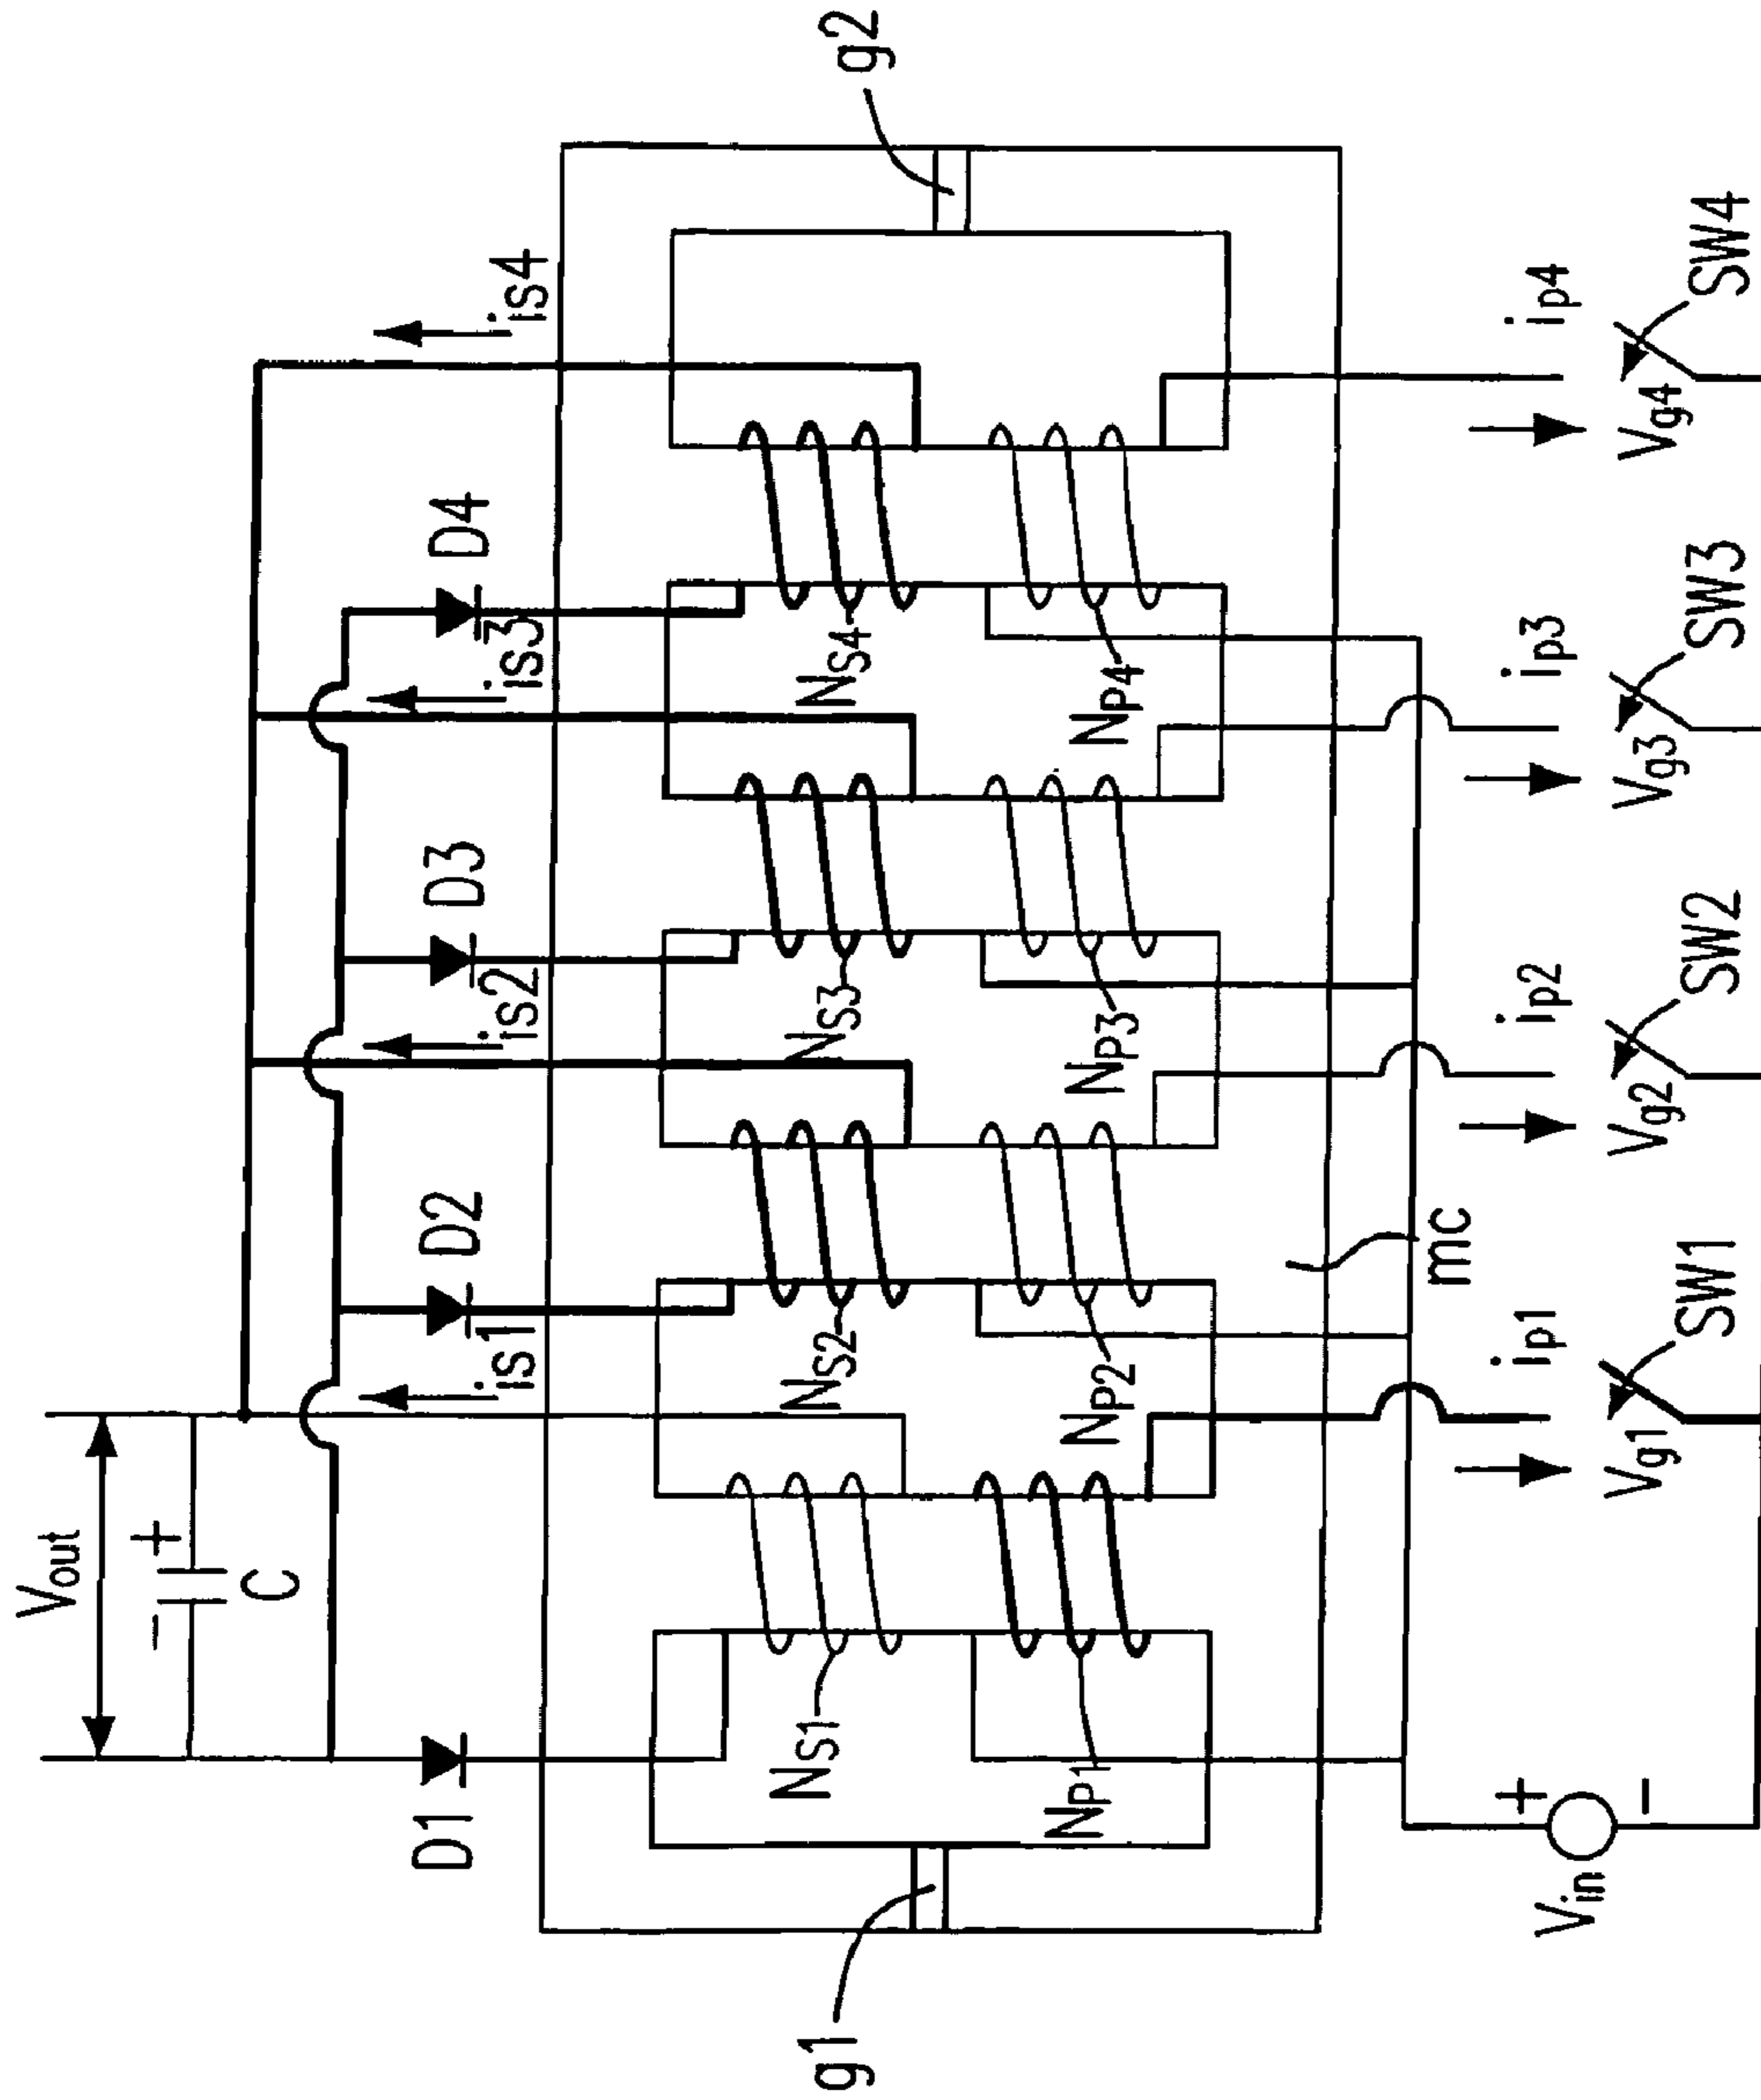 Vout
- +
C
D1
D2
D3
D4
is1
is2
is3
is4
g1
g2
NS1
NS2
NS3
NS4
NP1
NP2
NP3
NP4
mc
Vin
+
-
ip1
ip2
ip3
ip4
Vg1
Vg2
Vg3
Vg4
SW1
SW2
SW3
SW4